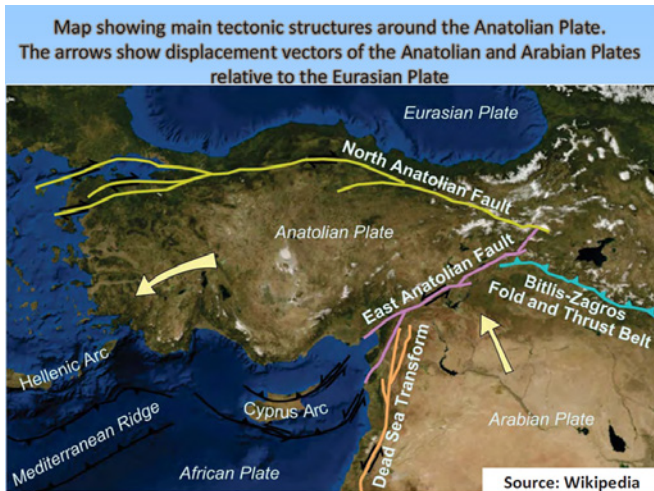 Map showing main tectonic structures around the Anatolian Plate.
The arrows show displacement vectors of the Anatolian and Arabian Plates
relative to the Eurasian Plate
Eurasian Plate
North Anatolian Fault
Anatolian Plate
East Anatolian Fault
Bitlis-Zagros
Fold and Thrust Belt
Hellenic Arc
Cyprus Arc
Dead Sea Transform
Mediterranean Ridge
Arabian Plate
African Plate
Source: Wikipedia